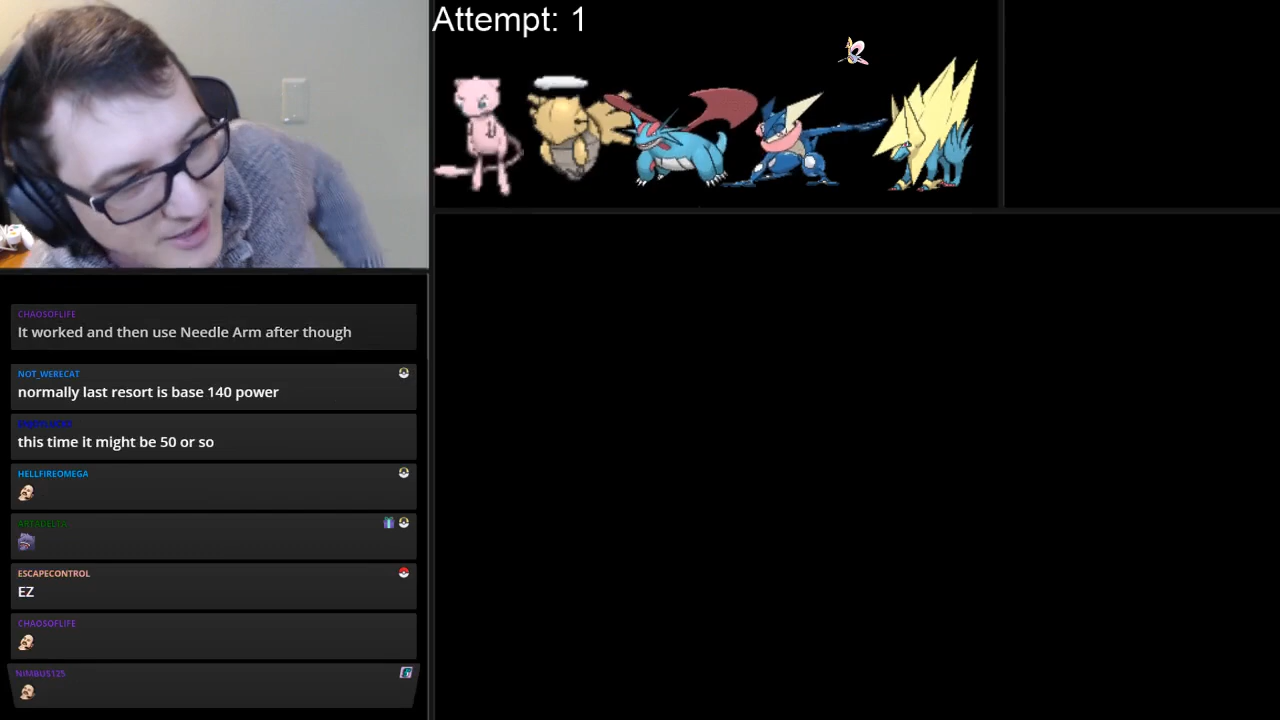 Attempt: 1
CHAOSOFLIFE
It worked and then use Needle Arm after though
NOT_WERECAT
normally last resort is base 140 power
this time it might be 50 or so
HELLFIREOMEGA
ARTADELTA
ESCAPECONTROL
EZ
CHAOSOFLIFE
NIMBUS125